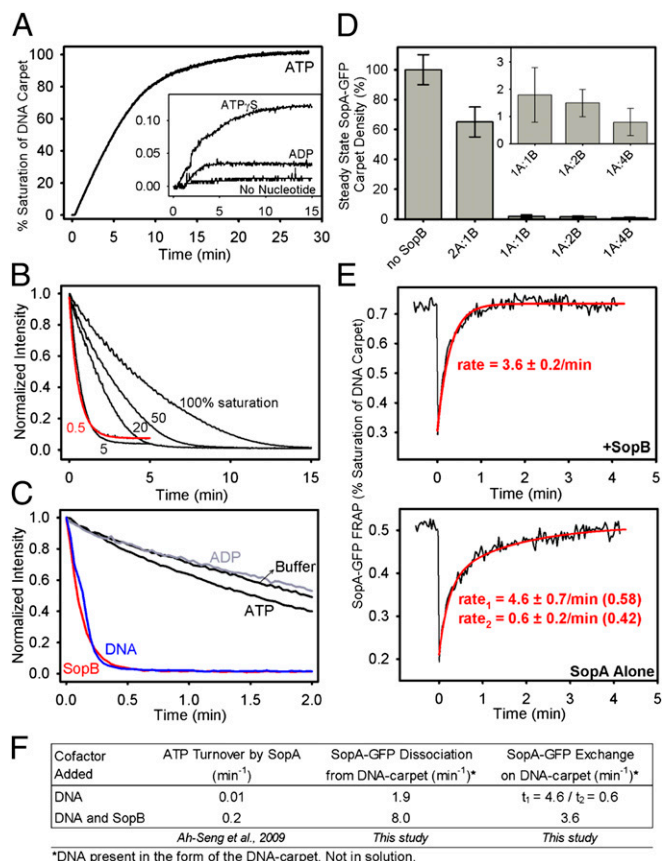 A
% Saturation of DNA Carpet
100
80
60
40
20
0
ATP
0.10
0.05
0.00
ATPγS
ADP
No Nucleotide
0 5 10 15
0 5 10 15 20 25 30
Time (min)
B
Normalized Intensity
1.0
0.8
0.6
0.4
0.2
0.0
100% saturation
50
20
5
0.5
0 5 10 15
Time (min)
C
Normalized Intensity
1.0
0.8
0.6
0.4
0.2
0.0
ADP
Buffer
ATP
DNA
SopB
0.0 0.5 1.0 1.5 2.0
Time (min)
D
Steady State SopA-GFP
Carpet Density (%)
100
80
60
40
20
0
3
2
1
0
1A:1B
1A:2B
1A:4B
no SopB
2A:1B
1A:1B
1A:2B
1A:4B
E
SopA-GFP FRAP (% Saturation of DNA Carpet)
0.7
0.5
0.3
rate = 3.6 ± 0.2/min
+SopB
0 1 2 3 4 5
Time (min)
0.5
0.4
0.3
0.2
rate1 = 4.6 ± 0.7/min (0.58)
rate2 = 0.6 ± 0.2/min (0.42)
SopA Alone
0 1 2 3 4 5
Time (min)
F
Cofactor Added ATP Turnover by SopA (min-1) SopA-GFP Dissociation from DNA-carpet (min-1)* SopA-GFP Exchange on DNA-carpet (min-1)*
DNA 0.01 1.9 t1 = 4.6 / t2 = 0.6
DNA and SopB 0.2 8.0 3.6
Ah-Seng et al., 2009 This study This study
*DNA present in the form of the DNA-carpet. Not in solution.